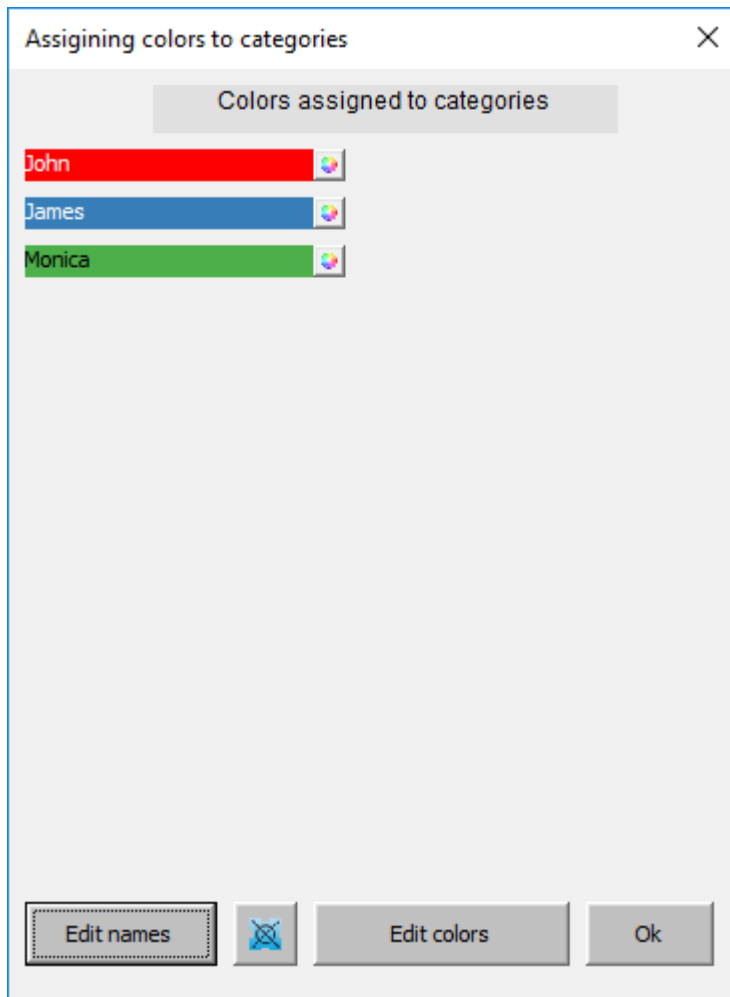 Assigining colors to categories
Colors assigned to categories
John
James
Monica
Edit names
Edit colors
Ok